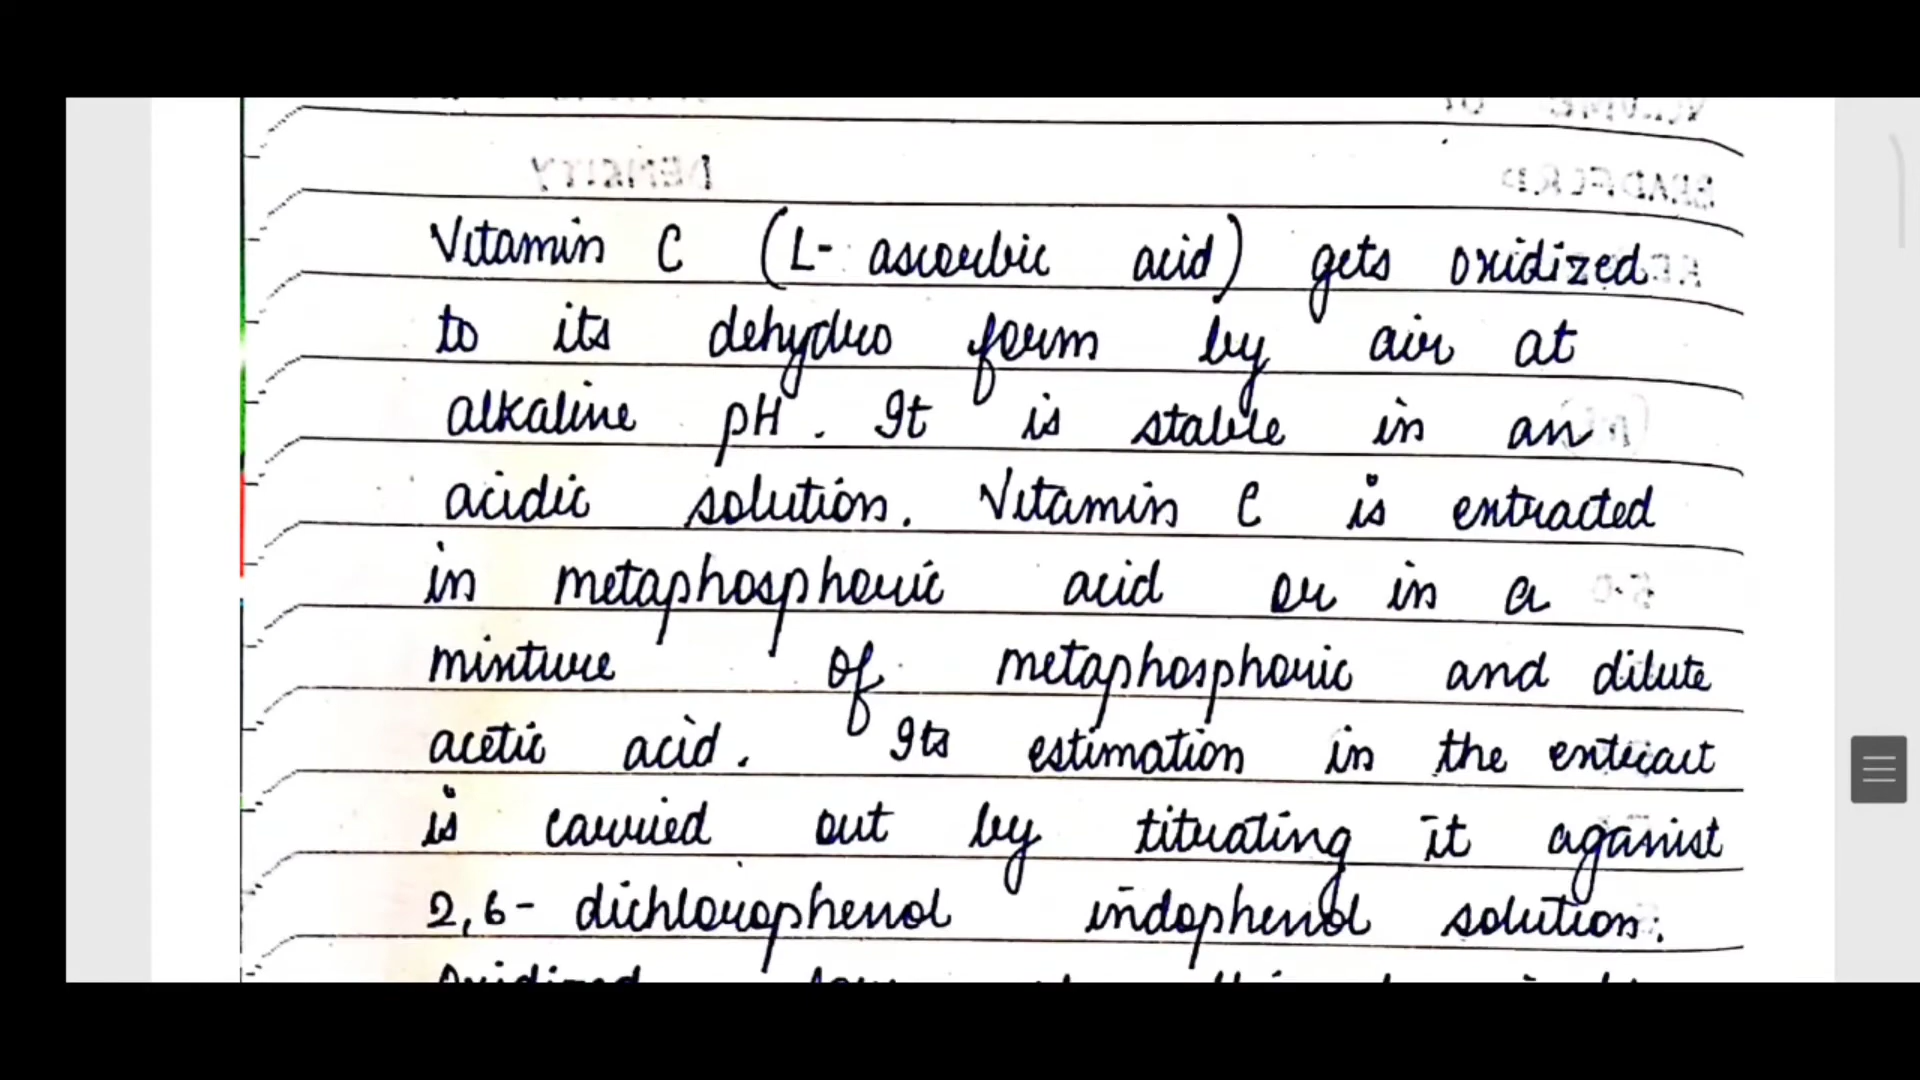 Vitamin C (L- ascorbic acid) gets oxidized
to its dehydro form by air at
alkaline pH. It is stable in an
acidic solution. Vitamin C is extracted
in metaphosphoric acid or in a
mixture of metaphosphoric and dilute
acetic acid. Its estimation in the extract
is carried out by titrating it aganist
2,6- dichlorophenol indophenol solution.